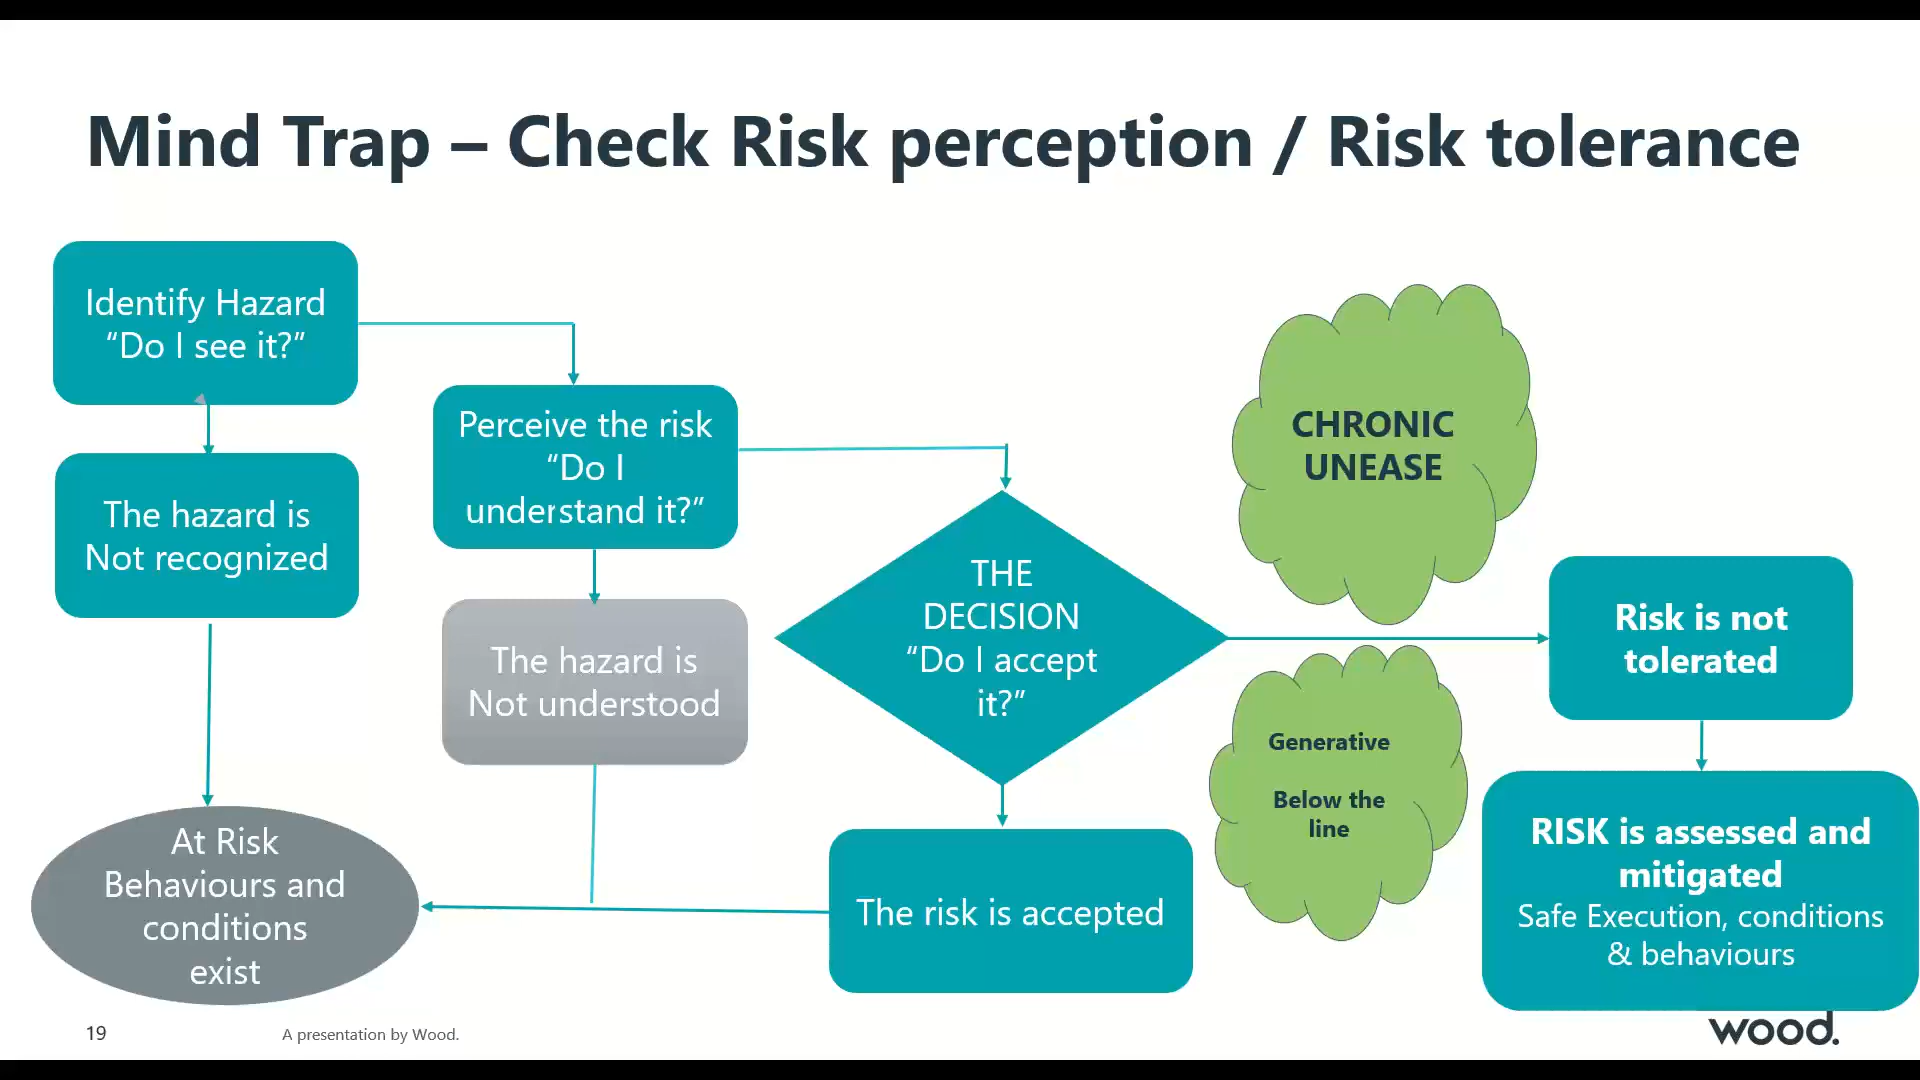 Mind Trap – Check Risk perception / Risk tolerance
Identify Hazard
“Do I see it?”
The hazard is
Not recognized
At Risk
Behaviours and
conditions
exist
Perceive the risk
“Do I
understand it?”
The hazard is
Not understood
THE
DECISION
“Do I accept
it?”
The risk is accepted
CHRONIC
UNEASE
Generative
Below the
line
Risk is not
tolerated
RISK is assessed and
mitigated
Safe Execution, conditions
& behaviours
19
A presentation by Wood.
wood.